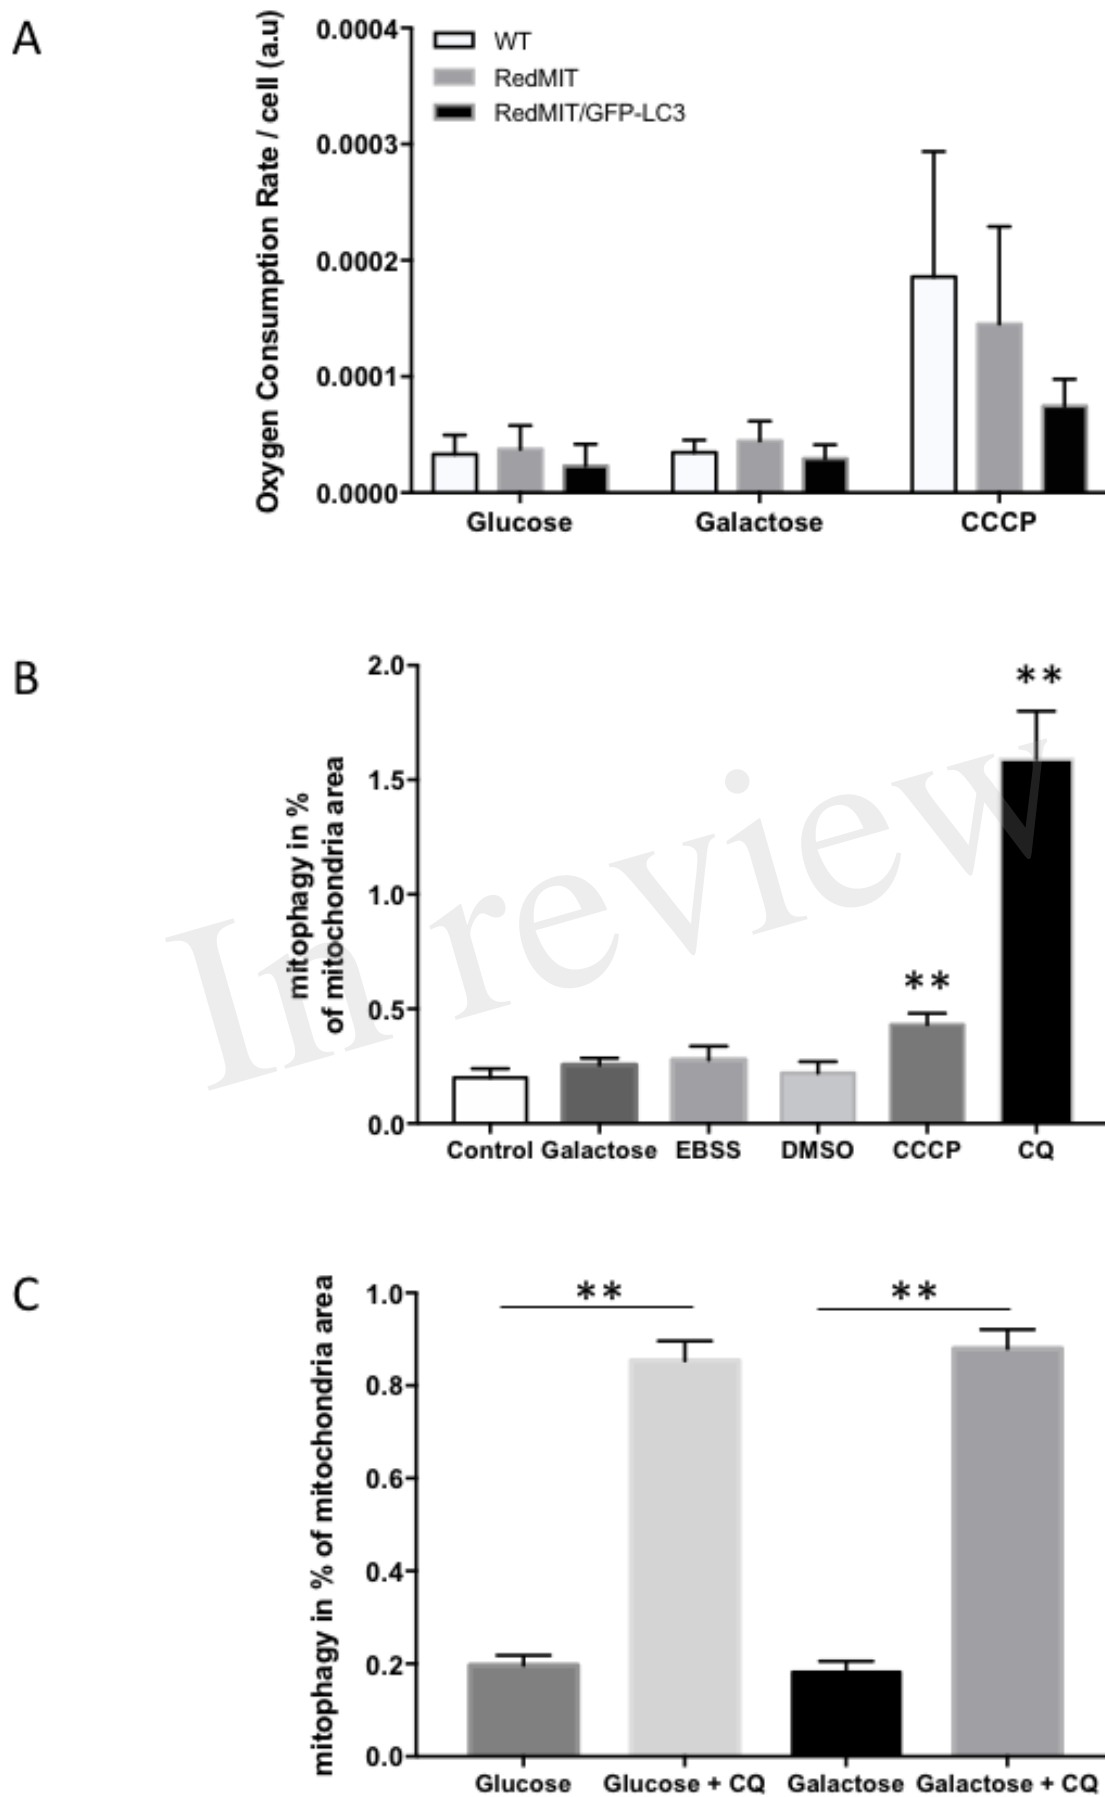 A
Oxygen Consumption Rate / cell (a.u)
0.0004
0.0003
0.0002
0.0001
0.0000
WT
RedMIT
RedMIT/GFP-LC3
Glucose Galactose CCCP
B
mitophagy in %
of mitochondria area
2.0
1.5
1.0
0.5
0.0
**
**
Control Galactose EBSS DMSO CCCP CQ
In review
C
mitophagy in % of mitochondria area
1.0
0.8
0.6
0.4
0.2
0.0
** **
Glucose Glucose + CQ Galactose Galactose + CQ